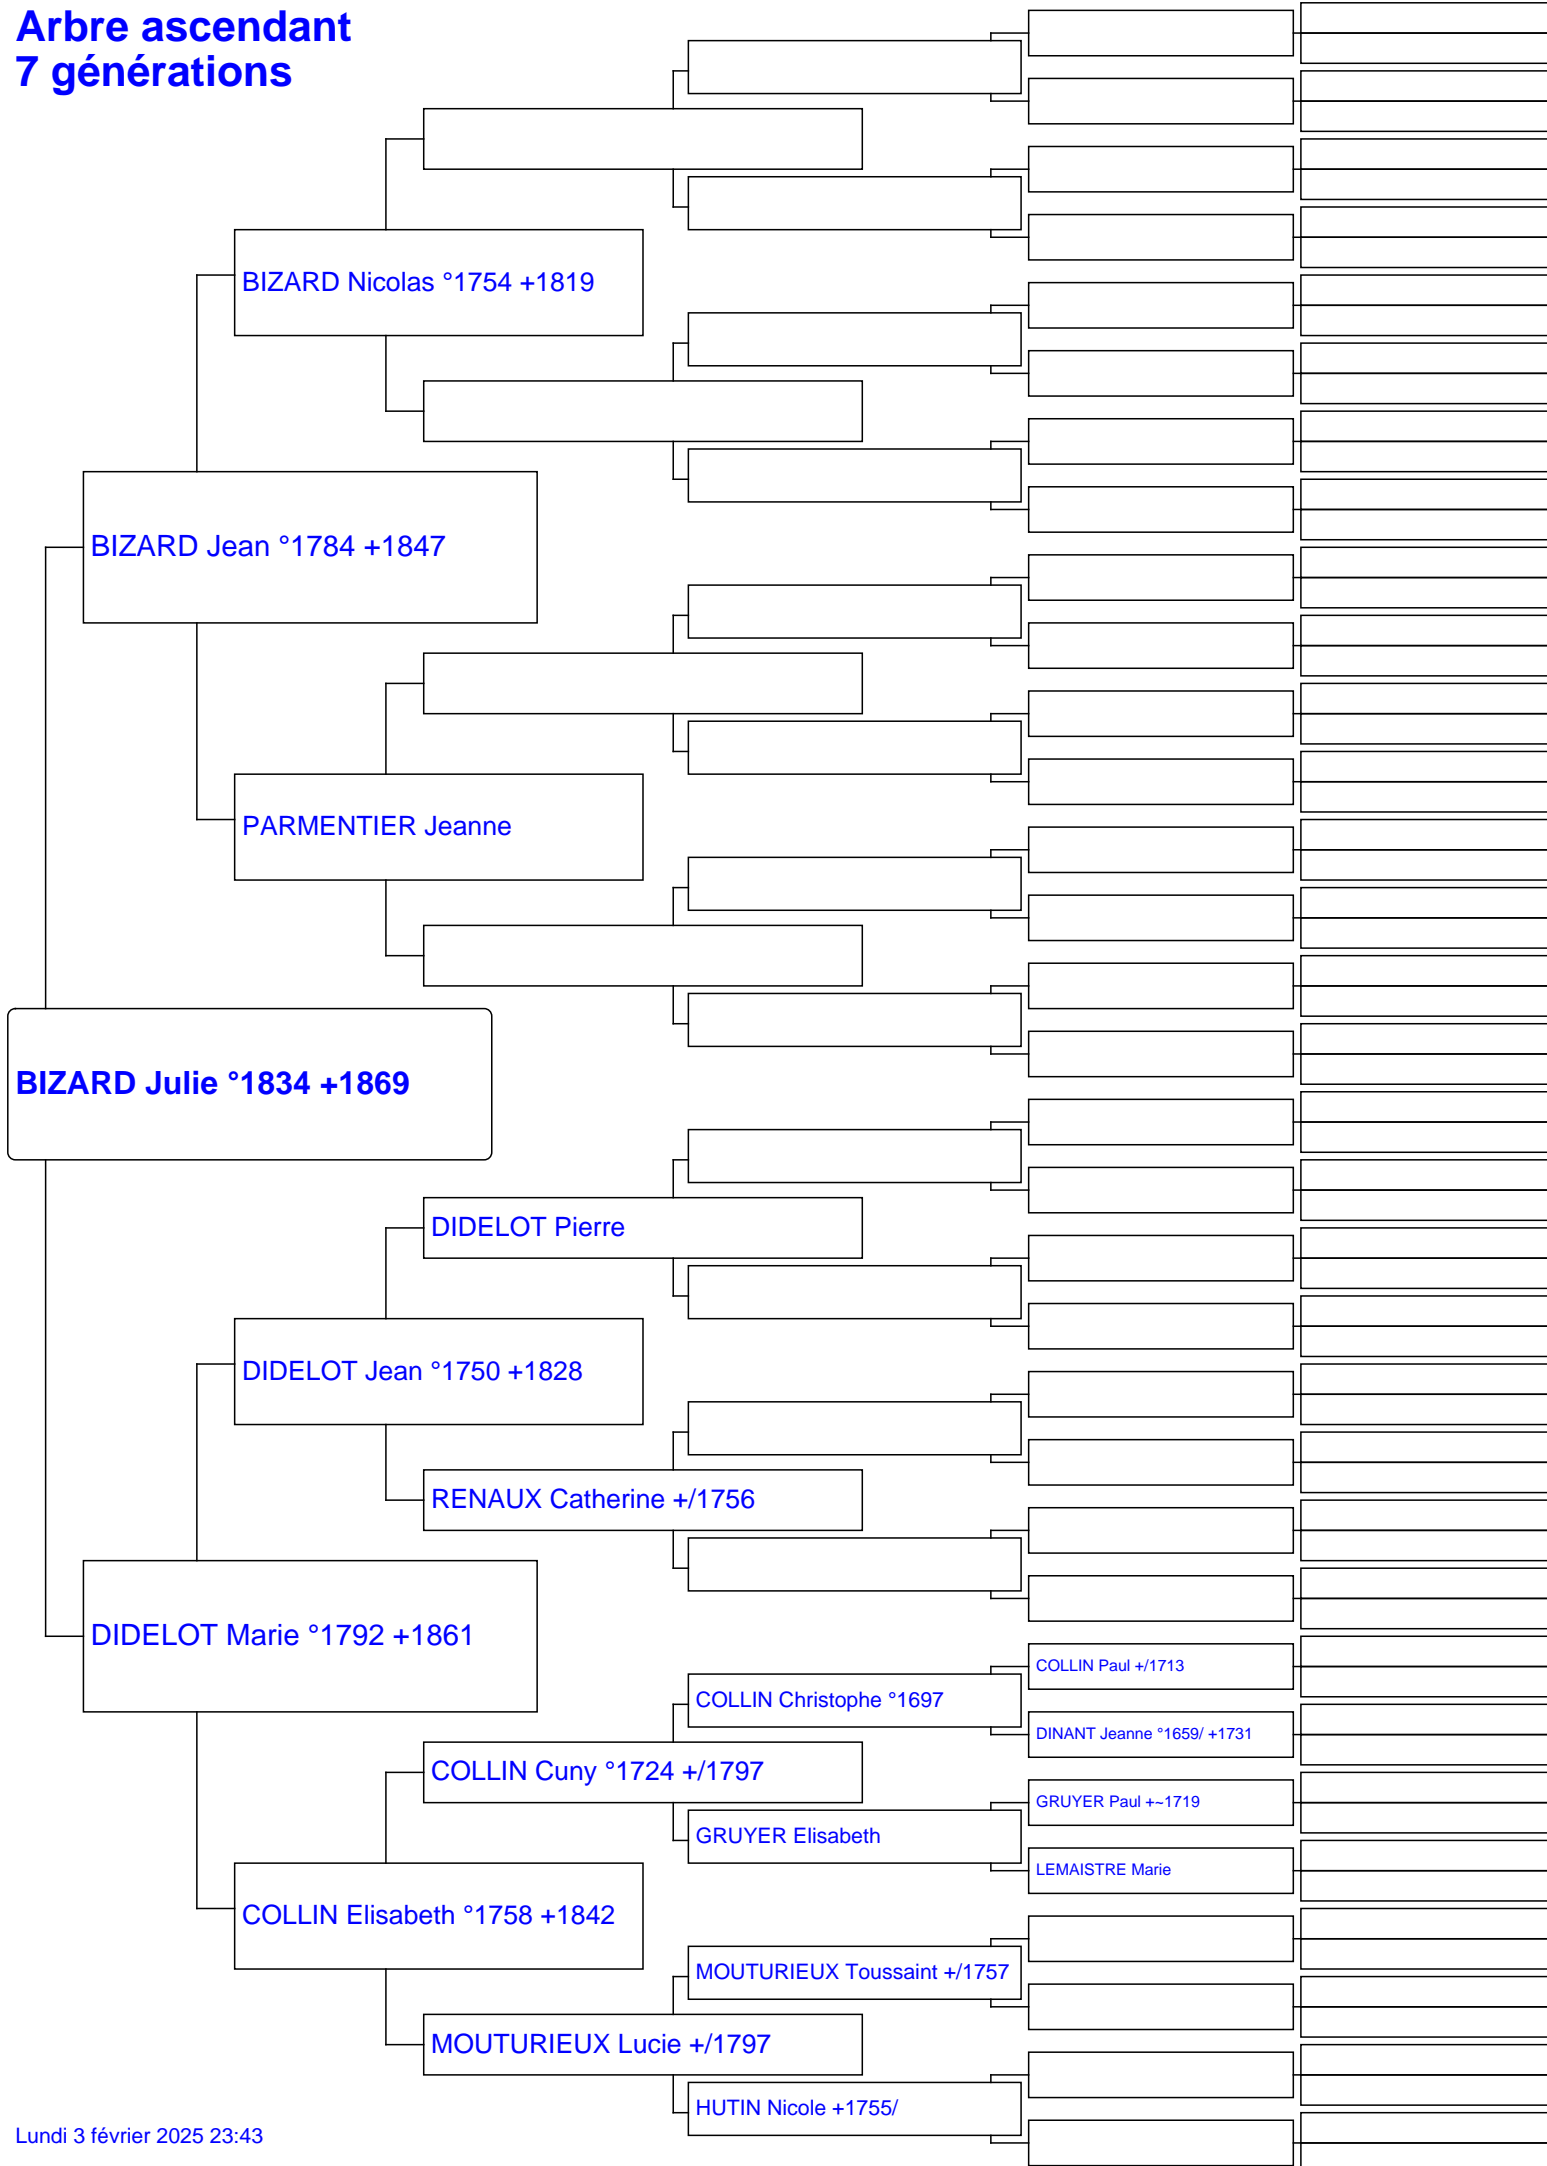 Arbre ascendant
7 générations
BIZARD Nicolas °1754 +1819
BIZARD Jean °1784 +1847
PARMENTIER Jeanne
BIZARD Julie °1834 +1869
DIDELOT Pierre
DIDELOT Jean °1750 +1828
RENAUX Catherine +/1756
DIDELOT Marie °1792 +1861
COLLIN Paul +/1713
COLLIN Christophe °1697
DINANT Jeanne °1659/ +1731
COLLIN Cuny °1724 +/1797
GRUYER Paul +~1719
GRUYER Elisabeth
LEMAISTRE Marie
COLLIN Elisabeth °1758 +1842
MOUTURIEUX Toussaint +/1757
MOUTURIEUX Lucie +/1797
HUTIN Nicole +1755/
Lundi 3 février 2025 23:43